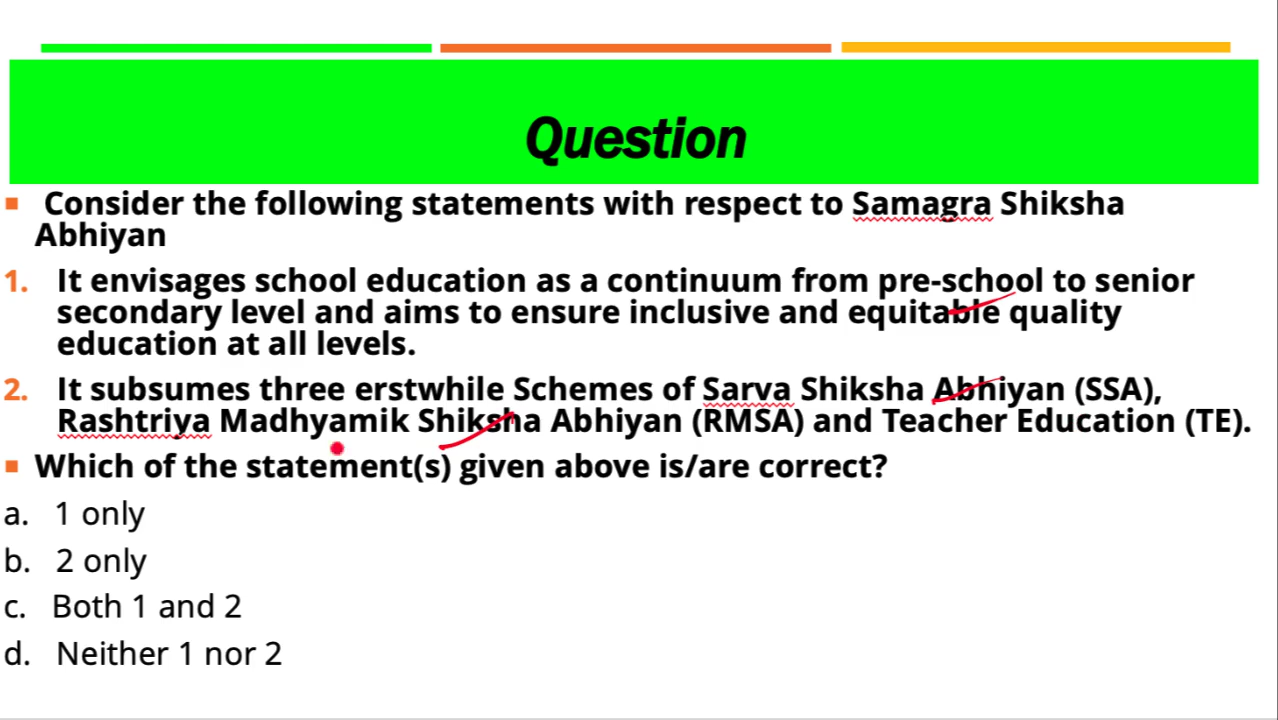 Question
Consider the following statements with respect to Samagra Shiksha
Abhiyan
1. It envisages school education as a continuum from pre-school to senior
secondary level and aims to ensure inclusive and equitable quality
education at all levels.
2. It subsumes three erstwhile Schemes of Sarva Shiksha Abhiyan (SSA),
Rashtriya Madhyamik Shiksha Abhiyan (RMSA) and Teacher Education (TE).
Which of the statement(s) given above is/are correct?
a. 1 only
b. 2 only
c. Both 1 and 2
d. Neither 1 nor 2